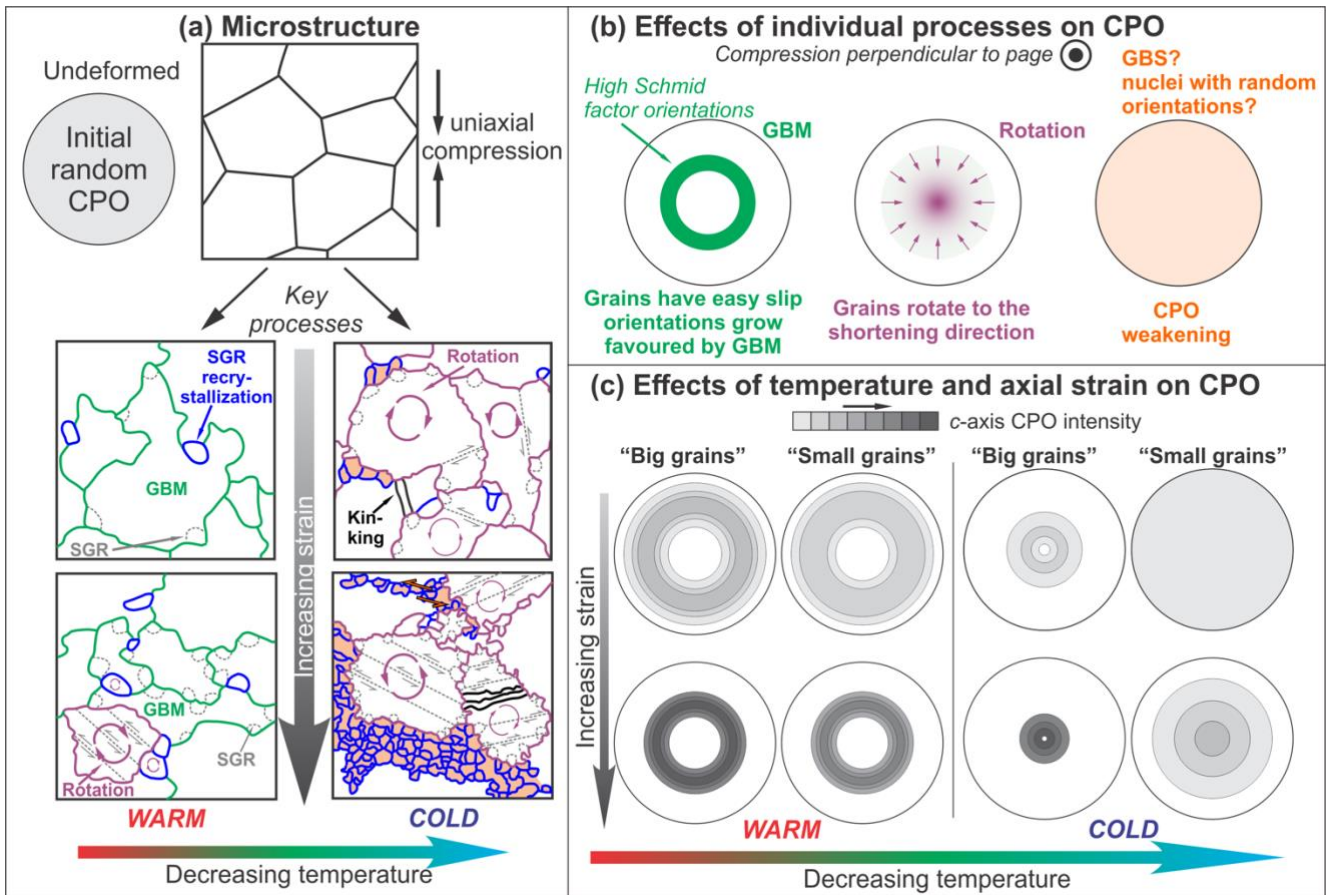 (a) Microstructure
Undeformed
Initial
random
CPO
uniaxial
compression
Key
processes
SGR
recry-
stallization
GBM
SGR
Rotation
Kin-
king
Increasing strain
GBM
SGR
Rotation
WARM
COLD
Decreasing temperature
(b) Effects of individual processes on CPO
Compression perpendicular to page
High Schmid
factor orientations
GBM
Rotation
GBS?
nuclei with random
orientations?
Grains have easy slip
orientations grow
favoured by GBM
Grains rotate to the
shortening direction
CPO
weakening
(c) Effects of temperature and axial strain on CPO
c-axis CPO intensity
"Big grains"
"Small grains"
"Big grains"
"Small grains"
Increasing strain
WARM
COLD
Decreasing temperature